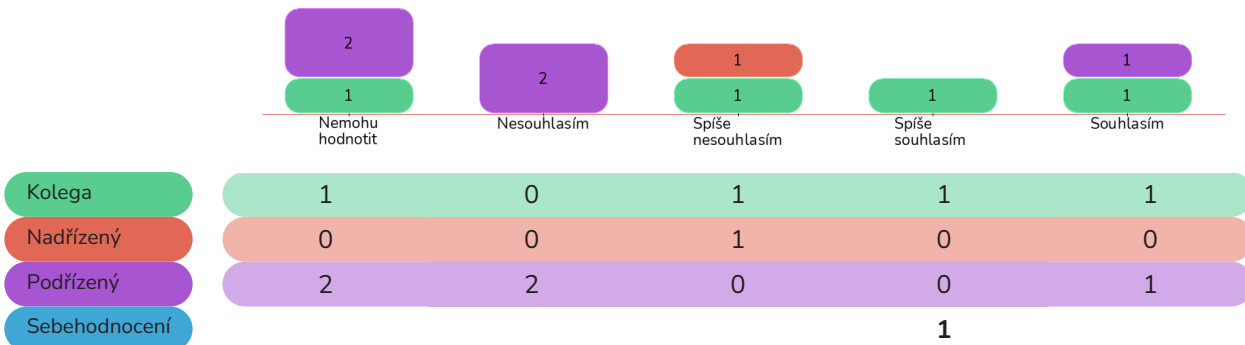 2
1
2
1
1
1
1
1
Nemohu
hodnotit
Nesouhlasím
Spíše
nesouhlasím
Spíše
souhlasím
Souhlasím
Kolega 1 0 1 1 1
Nadřízený 0 0 1 0 0
Podřízený 2 2 0 0 1
Sebehodnocení 1